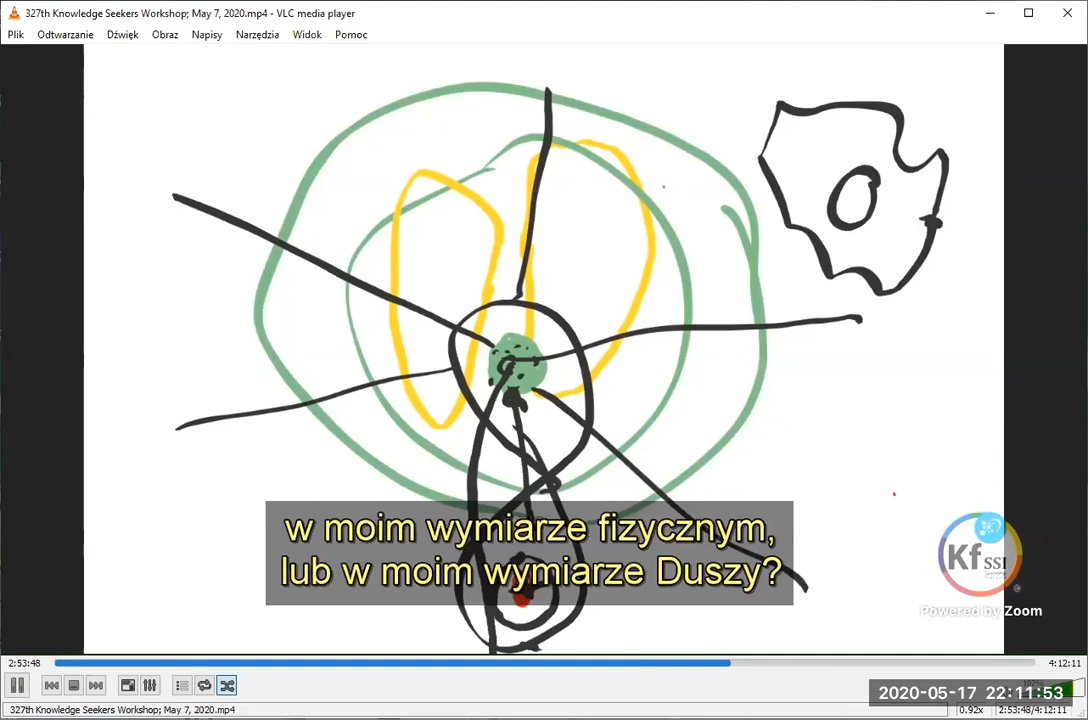 327th Knowledge Seekers Workshop; May 7, 2020.mp4 - VLC media player
Plik Odtwarzanie Dźwięk Obraz Napisy Narzędzia Widok Pomoc
w moim wymiarze fizycznym,
lub w moim wymiarze Duszy?
Kf SSI
Powered by Zoom
2:53:48
4:12:11
2020-05-17 22:11:53
327th Knowledge Seekers Workshop; May 7, 2020.mp4
0.92x
2:53:48/4:12:11